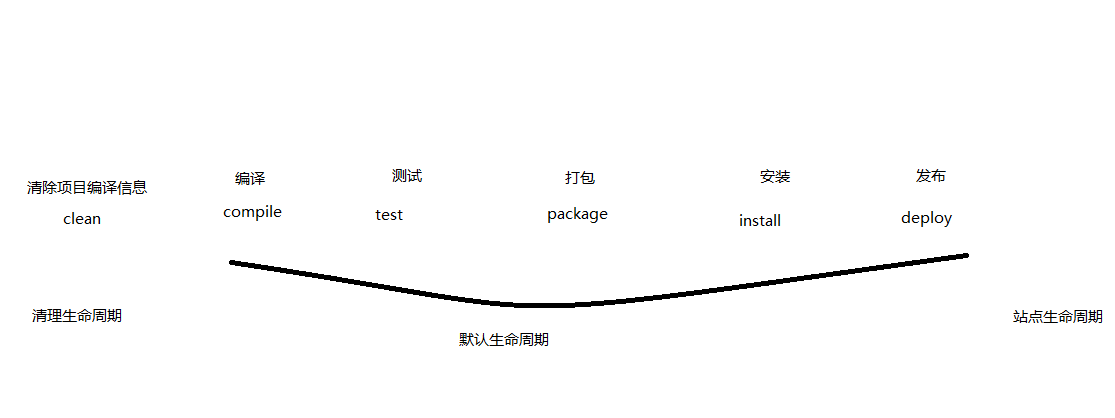 清除项目编译信息
clean
编译
compile
测试
test
打包
package
安装
install
发布
deploy
清理生命周期
默认生命周期
站点生命周期